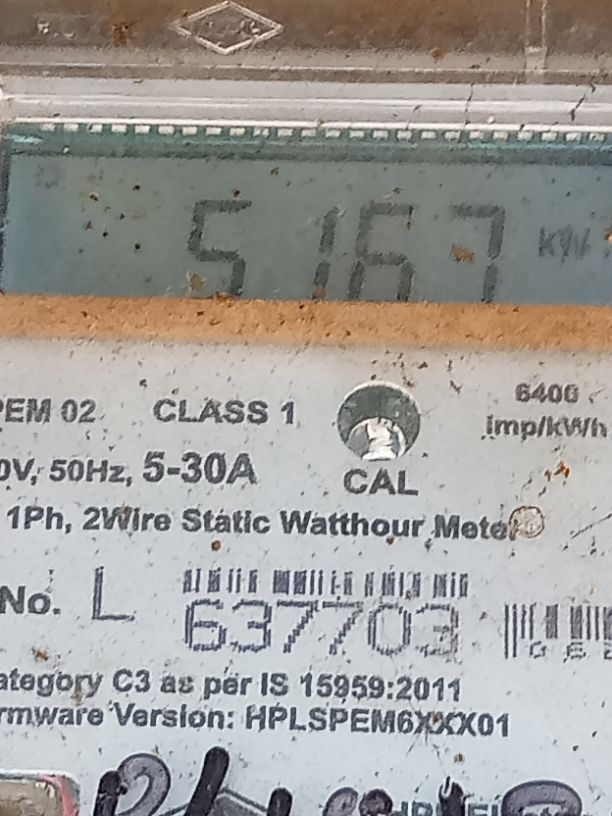 5167 kW
6400
PEM 02 CLASS 1 imp/kWh
0V, 50Hz, 5-30A CAL
1Ph, 2Wire Static Watthour Meter
No. L 637703
ategory C3 as per IS 15959:2011
rmware Version: HPLSPEM6XXX01